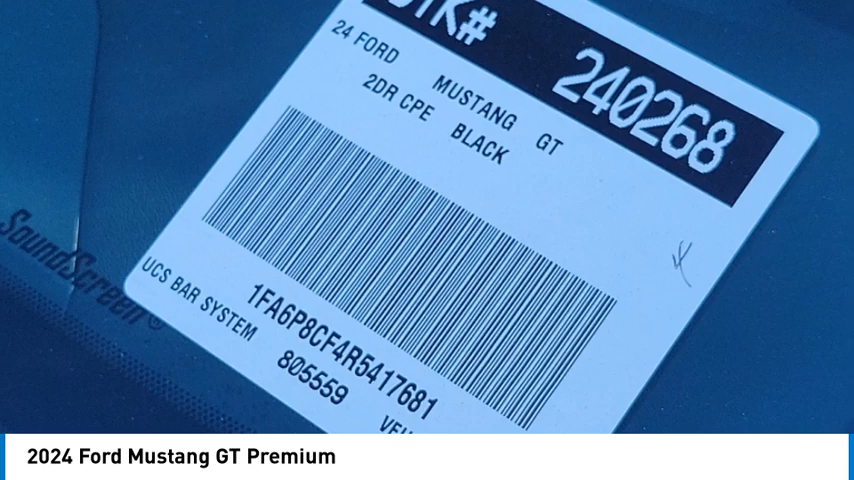 STK# 240268
24 FORD MUSTANG GT
2DR CPE BLACK
1FA6P8CF4R5417681
UCS BAR SYSTEM 805559
SoundScreen®
2024 Ford Mustang GT Premium